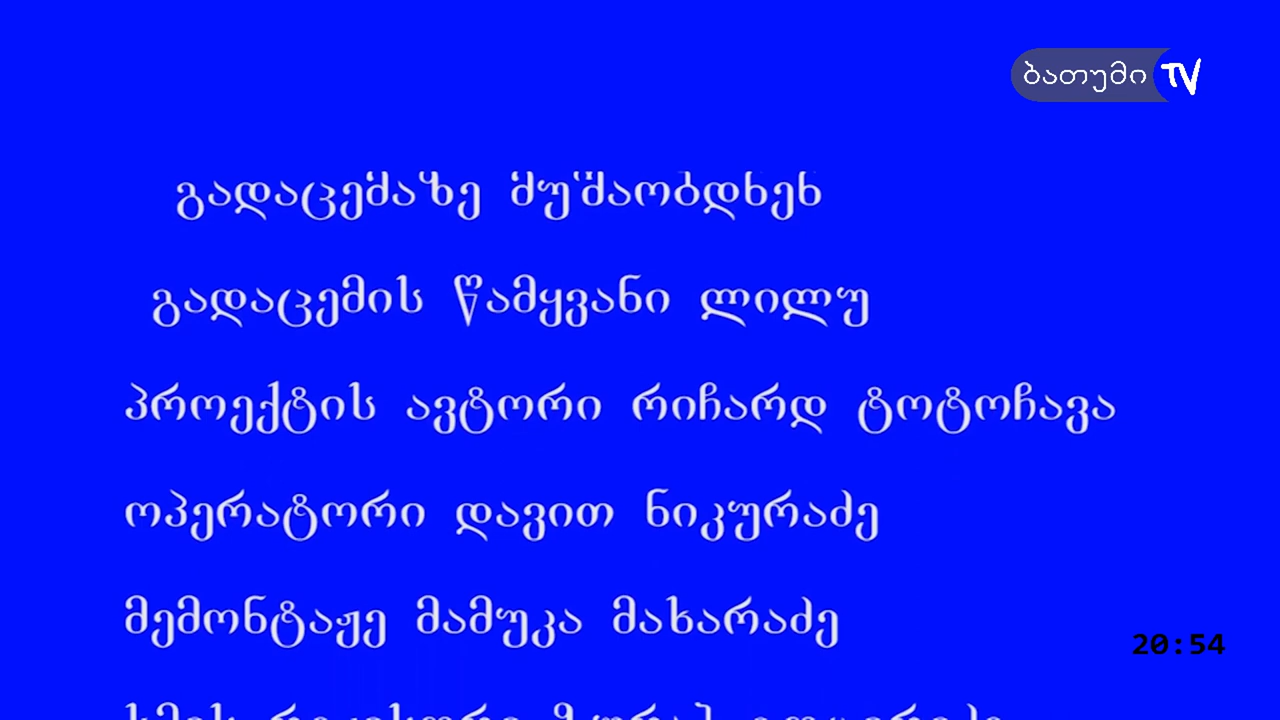 ბათუმი TV
გადაცემაზე მუშაობდნენ
გადაცემის წამყვანი ლილუ
პროექტის ავტორი რიჩარდ ტოტოჩავა
ოპერატორი დავით ნიკურაძე
მემონტაჟე მამუკა მახარაძე
20:54